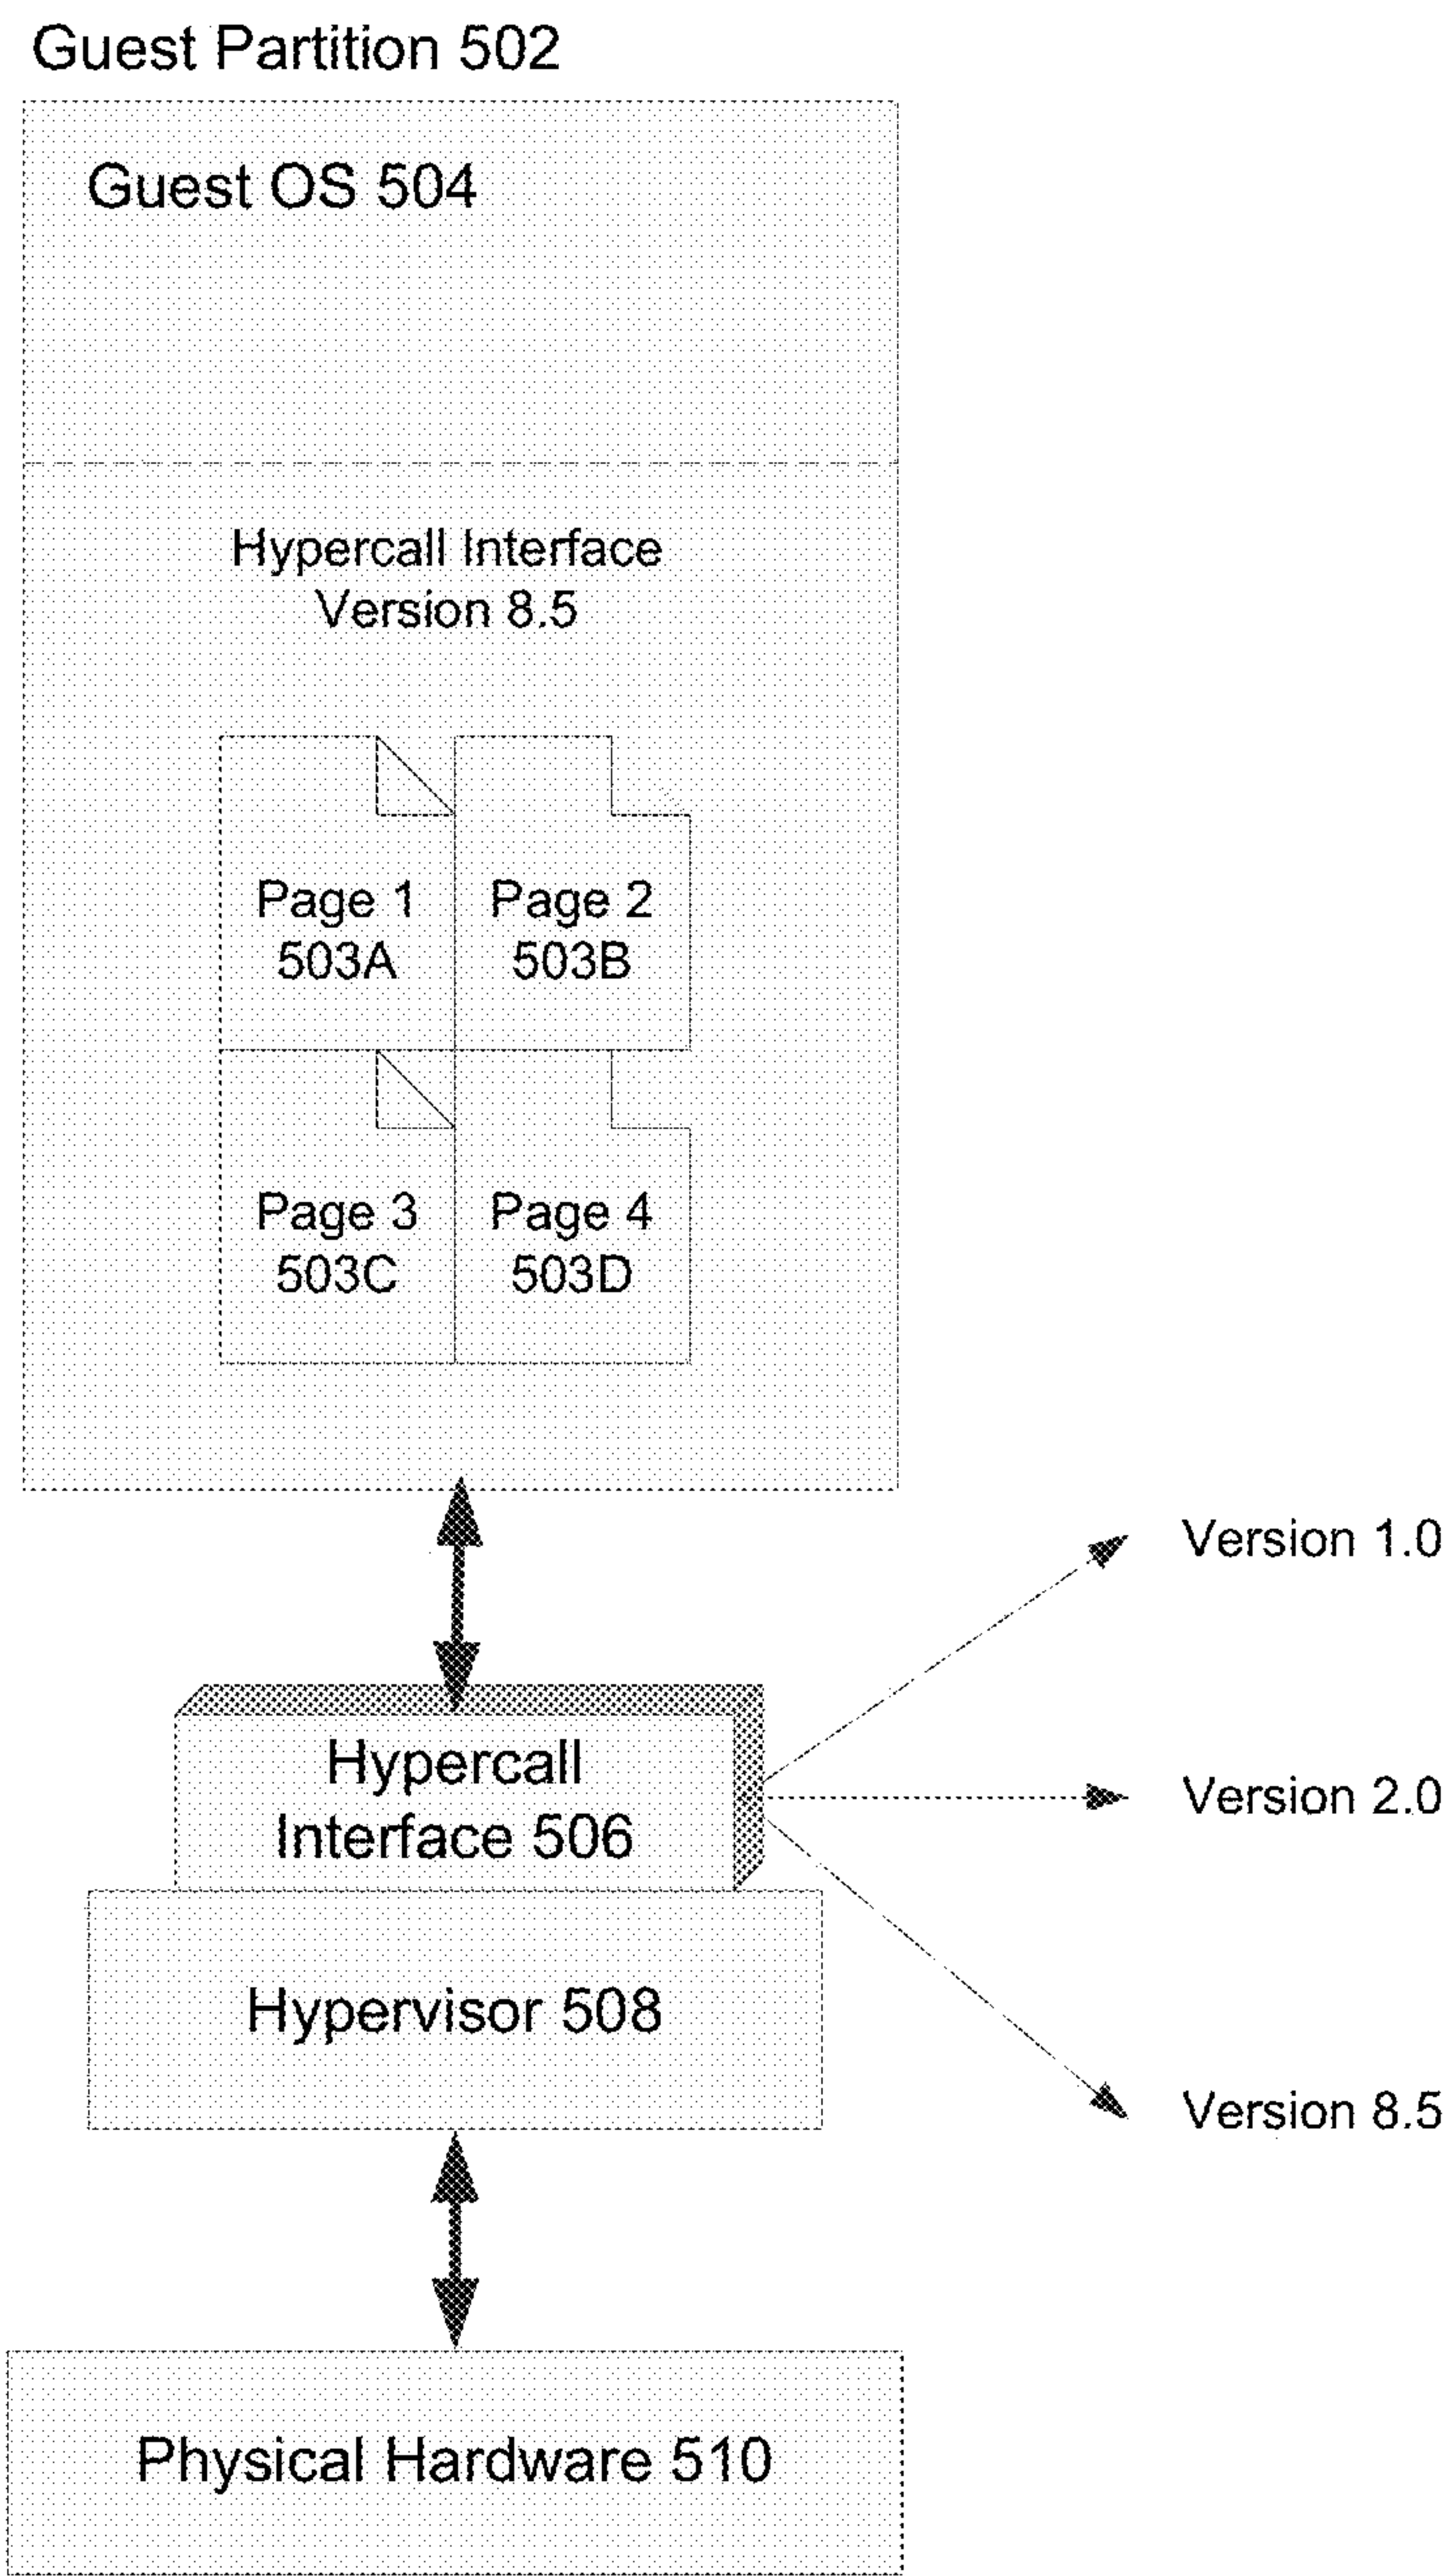 Guest Partition 502
Guest OS 504
Hypercall Interface
Version 8.5
Page 1
503A
Page 2
503B
Page 3
503C
Page 4
503D
Version 1.0
Hypercall
Interface 506
Version 2.0
Hypervisor 508
Version 8.5
Physical Hardware 510